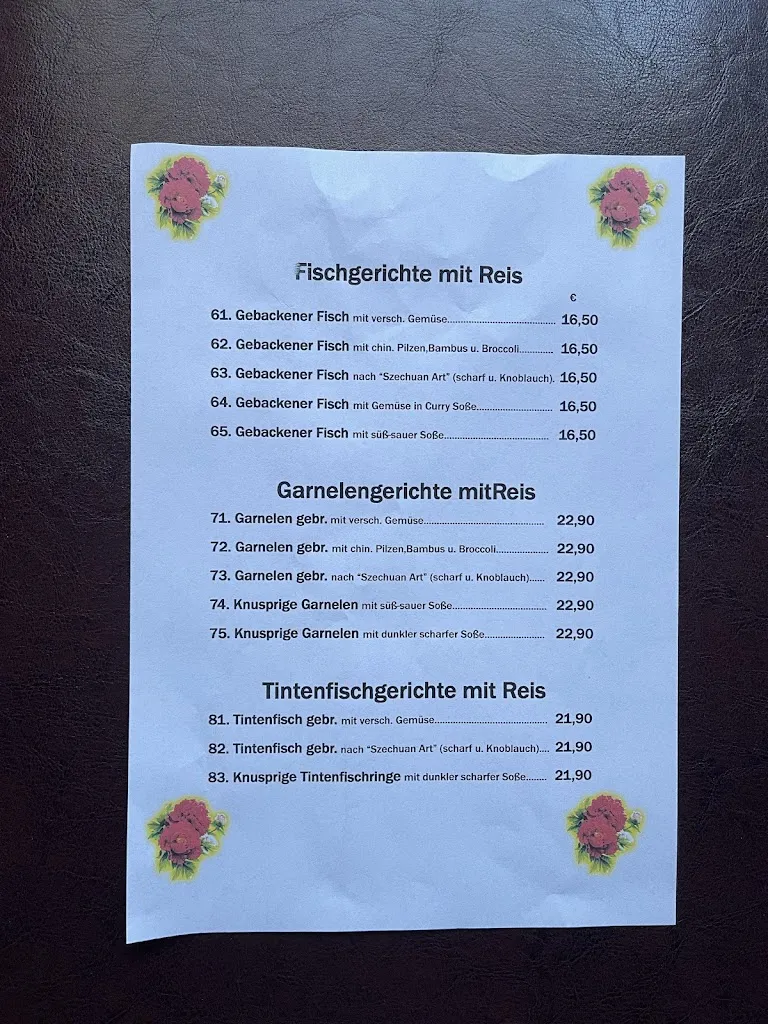 Fischgerichte mit Reis
€
61. Gebackener Fisch mit versch. Gemüse........................................ 16,50
62. Gebackener Fisch mit chin. Pilzen,Bambus u. Broccoli............ 16,50
63. Gebackener Fisch nach “Szechuan Art” (scharf u. Knoblauch). 16,50
64. Gebackener Fisch mit Gemüse in Curry Soße........................... 16,50
65. Gebackener Fisch mit süß-sauer Soße..................................... 16,50
Garnelengerichte mitReis
71. Garnelen gebr. mit versch. Gemüse........................................... 22,90
72. Garnelen gebr. mit chin. Pilzen,Bambus u. Broccoli................... 22,90
73. Garnelen gebr. nach “Szechuan Art” (scharf u. Knoblauch)...... 22,90
74. Knusprige Garnelen mit süß-sauer Soße.................................. 22,90
75. Knusprige Garnelen mit dunkler scharfer Soße...................... 22,90
Tintenfischgerichte mit Reis
81. Tintenfisch gebr. mit versch. Gemüse........................................ 21,90
82. Tintenfisch gebr. nach “Szechuan Art” (scharf u. Knoblauch).... 21,90
83. Knusprige Tintenfischringe mit dunkler scharfer Soße........ 21,90